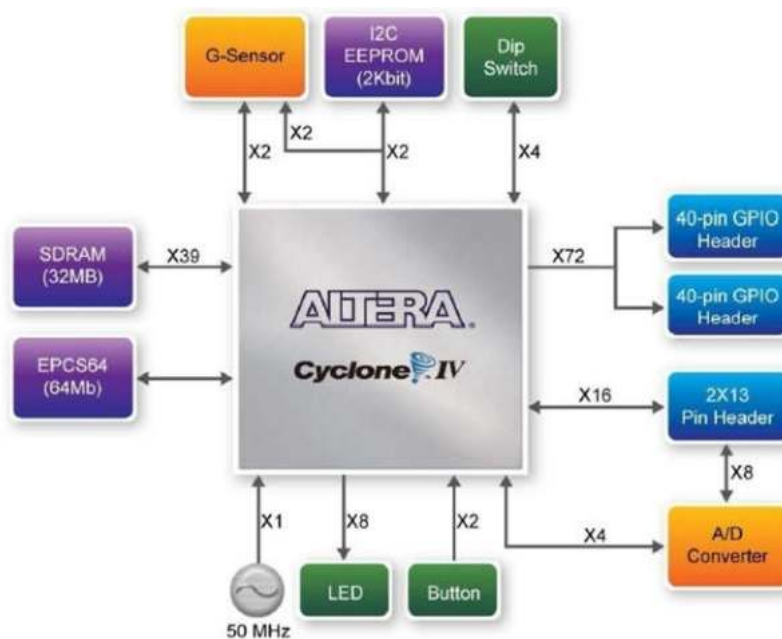 G-Sensor
I2C
EEPROM
(2Kbit)
Dip
Switch
X2
X2
X2
X4
SDRAM
(32MB)
X39
EPCS64
(64Mb)
ALTERA.
Cyclone IV
X72
40-pin GPIO
Header
40-pin GPIO
Header
X16
2X13
Pin Header
X8
X4
A/D
Converter
X1
X8
X2
50 MHz
LED
Button